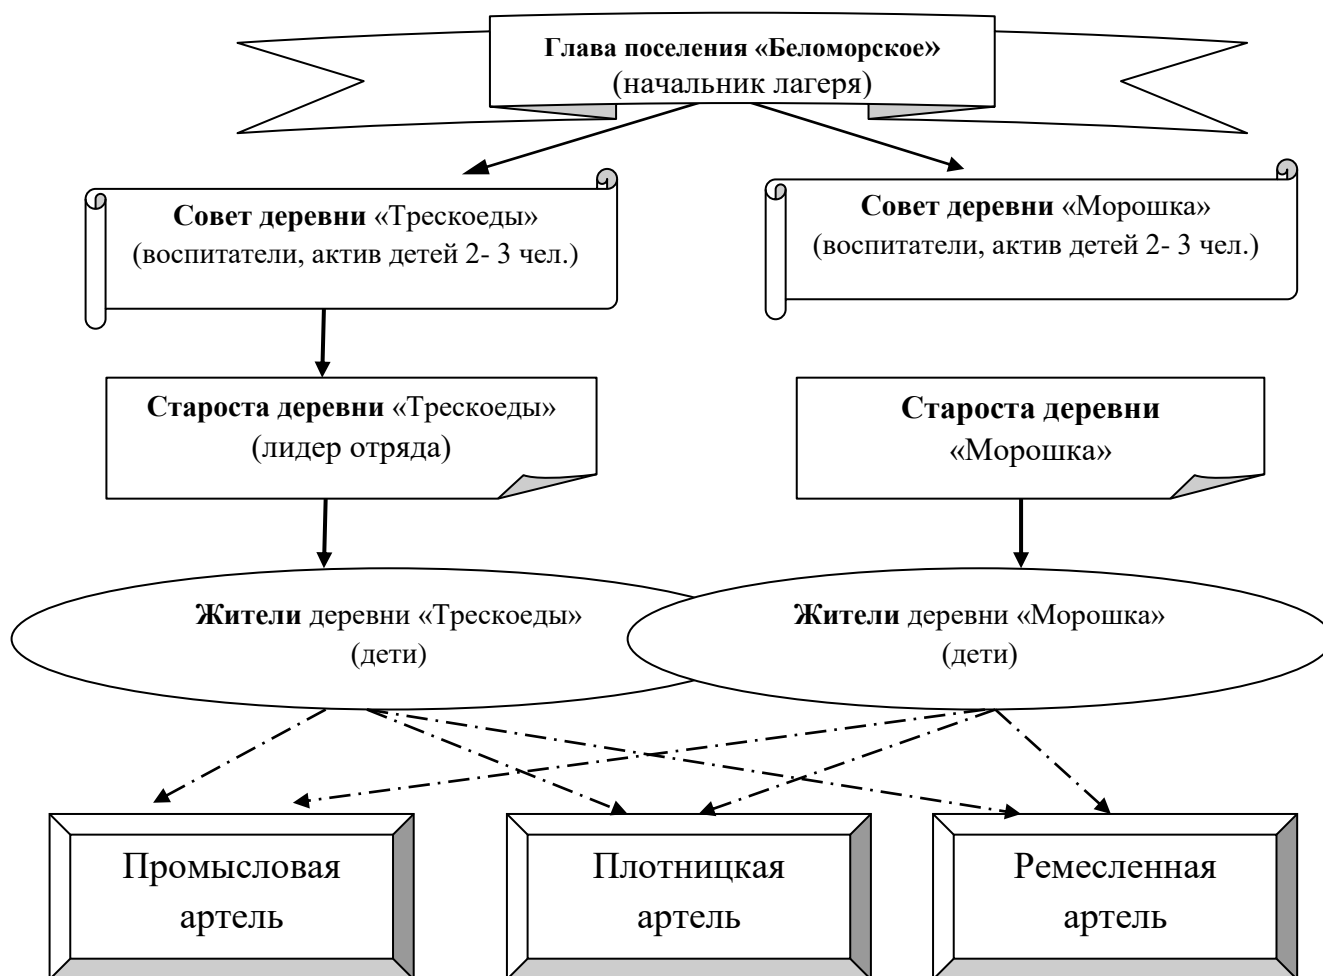 Глава поселения «Беломорское»
(начальник лагеря)
Совет деревни «Трескоеды»
(воспитатели, актив детей 2- 3 чел.)
Совет деревни «Морошка»
(воспитатели, актив детей 2- 3 чел.)
Староста деревни «Трескоеды»
(лидер отряда)
Староста деревни
«Морошка»
Жители деревни «Трескоеды»
(дети)
Жители деревни «Морошка»
(дети)
Промысловая
артель
Плотницкая
артель
Ремесленная
артель